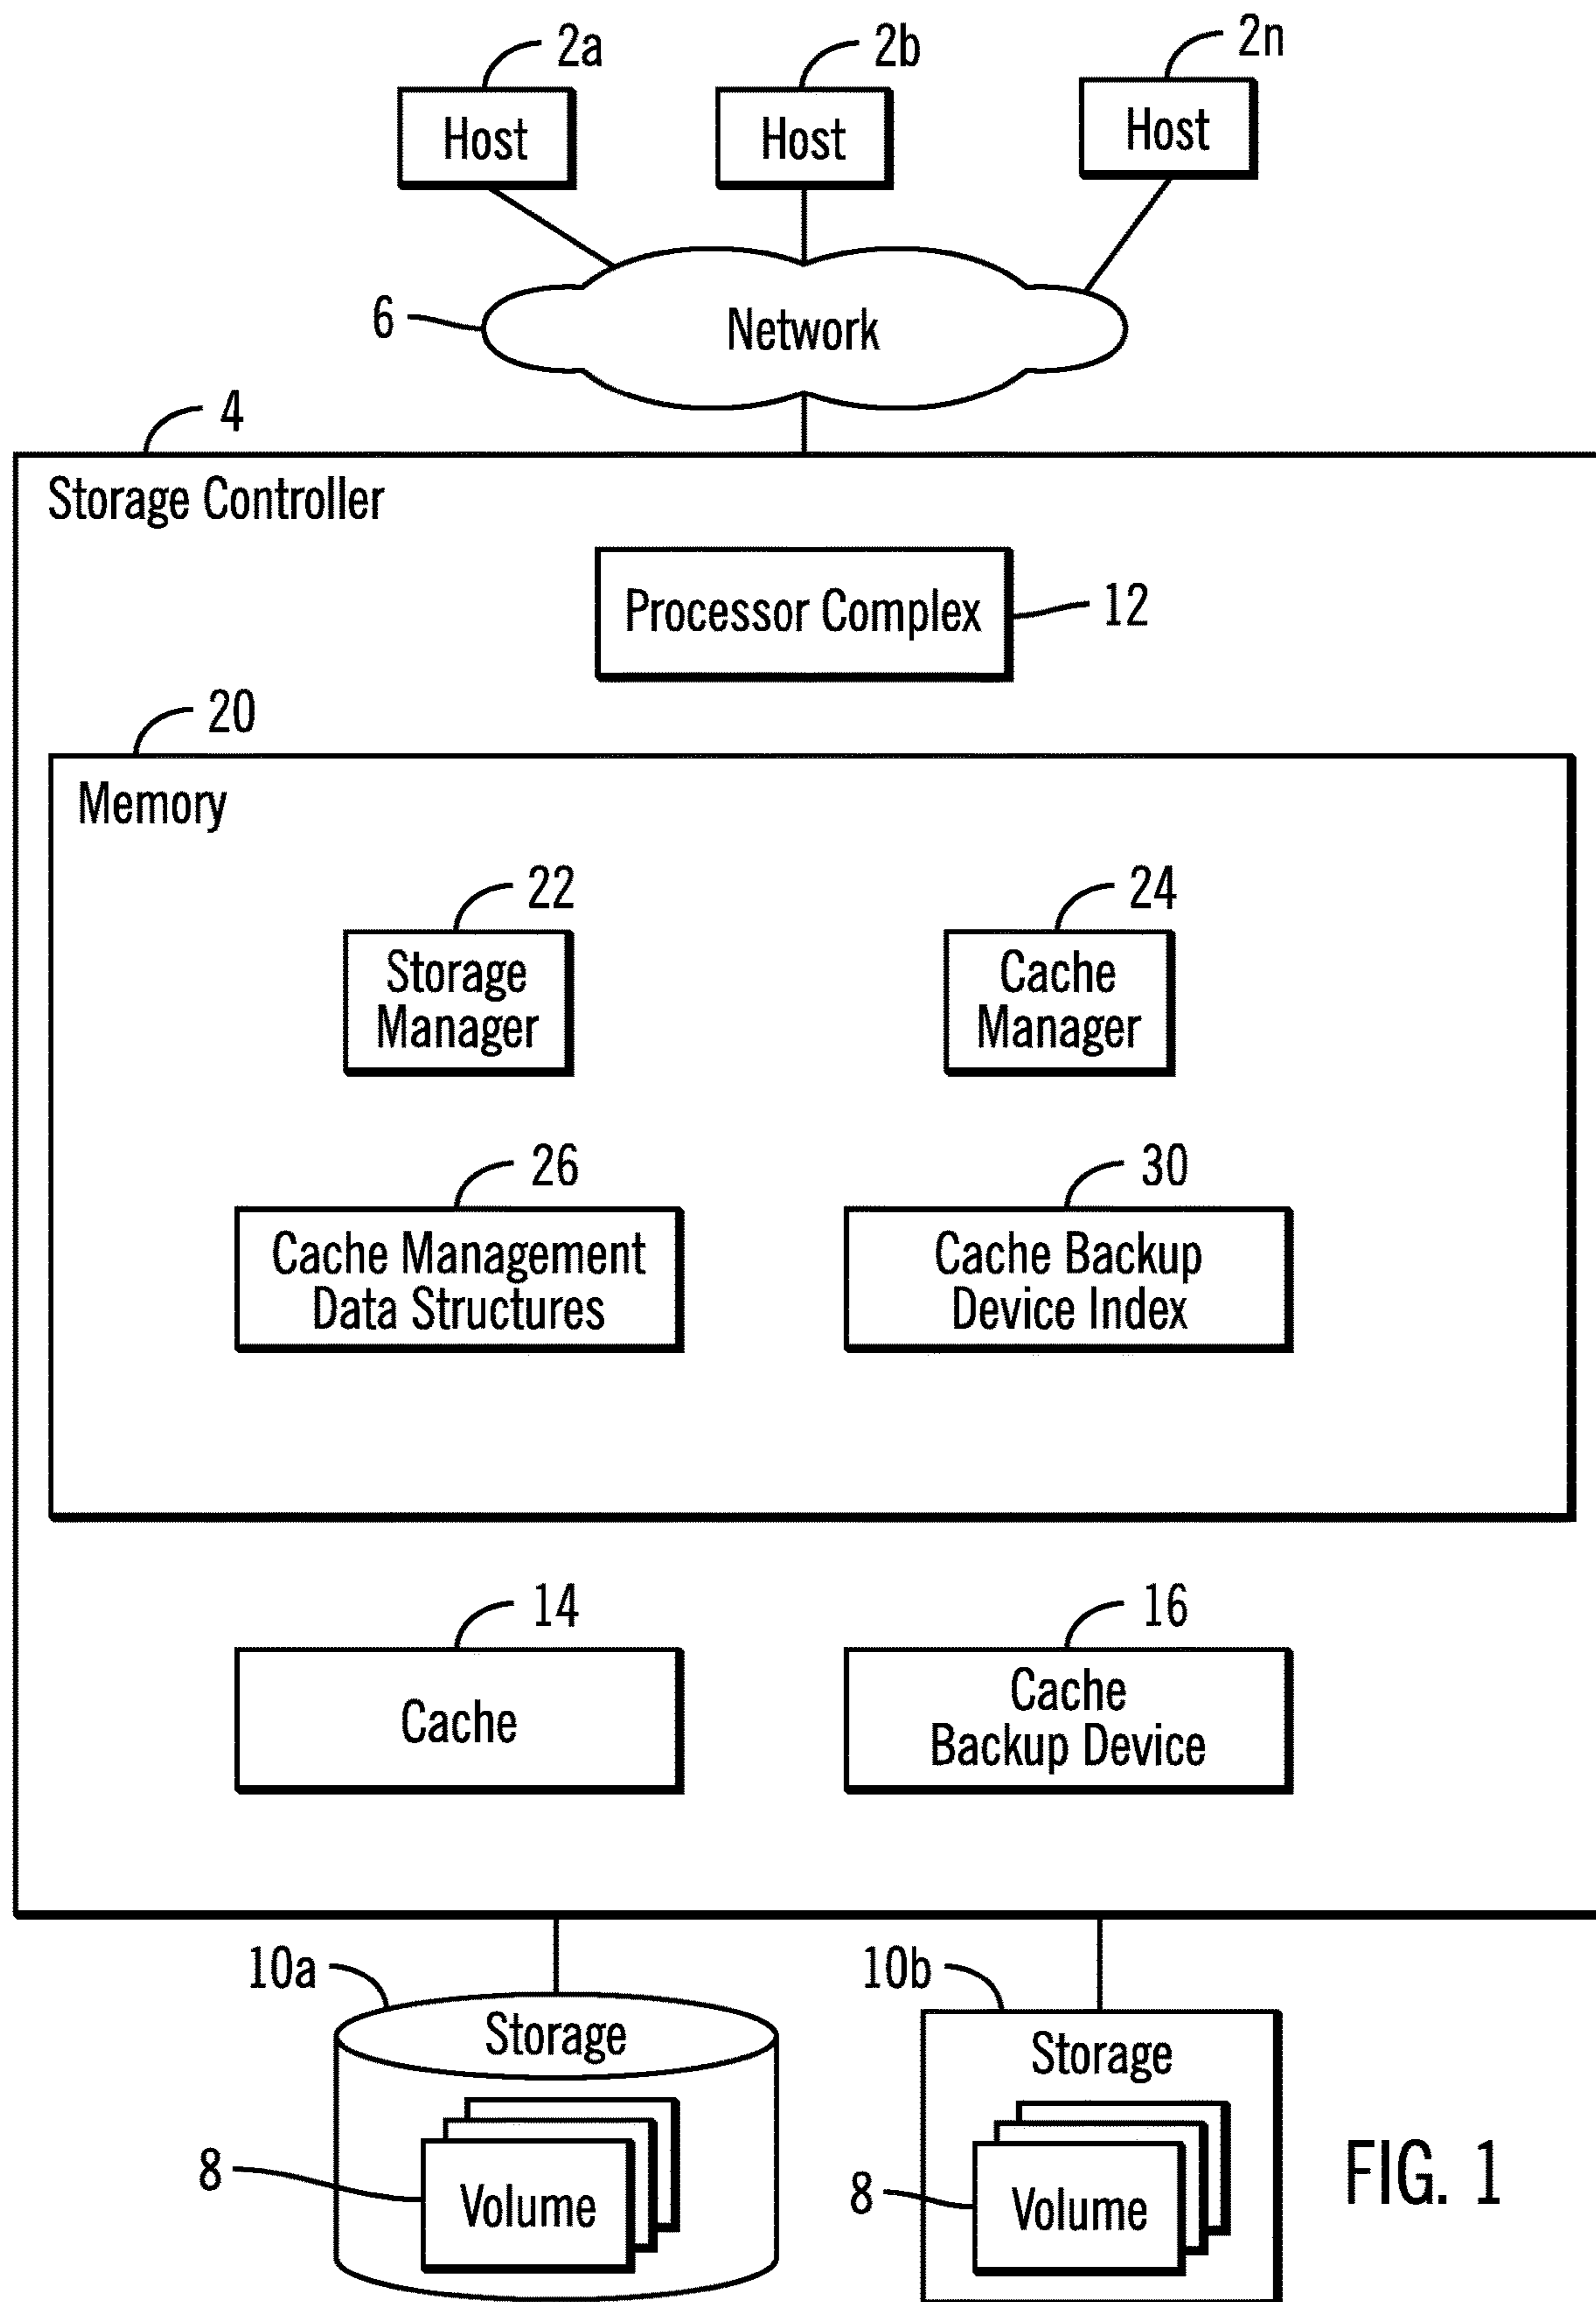 2a
2b
2n
Host
Host
Host
6
Network
4
Storage Controller
Processor Complex
12
20
Memory
22
24
Storage
Manager
Cache
Manager
26
30
Cache Management
Data Structures
Cache Backup
Device Index
14
16
Cache
Cache
Backup Device
10a
10b
Storage
Storage
8
Volume
8
Volume
FIG. 1